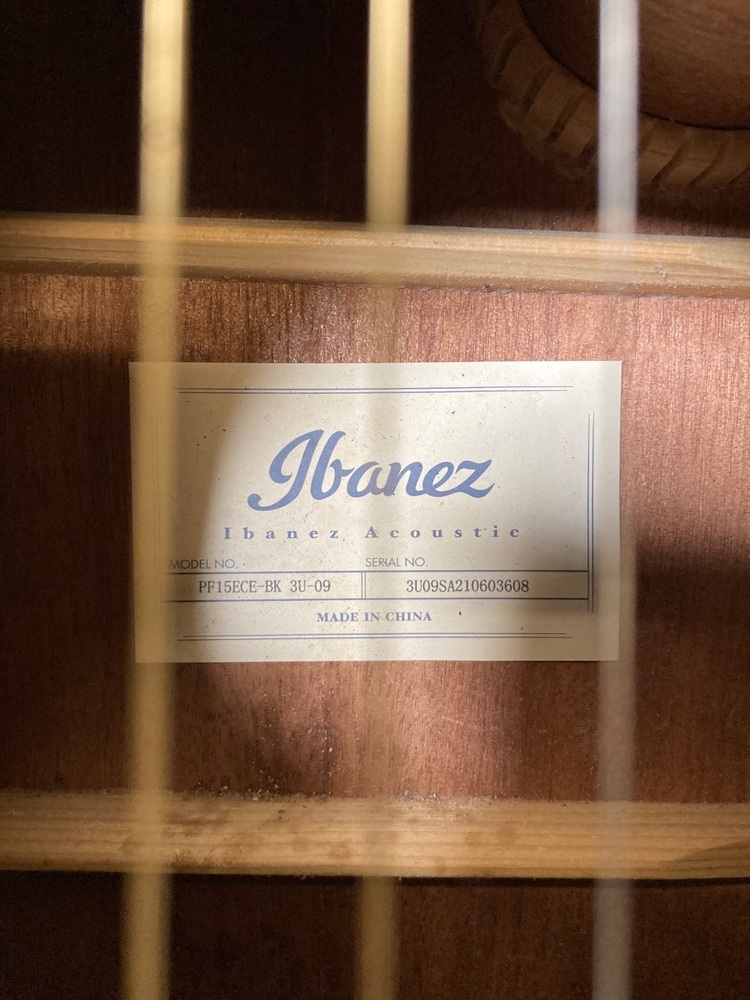 Ibanez
Ibanez Acoustic
MODEL NO. SERIAL NO.
PF15ECE-BK 3U-09 3U09SA210603608
MADE IN CHINA